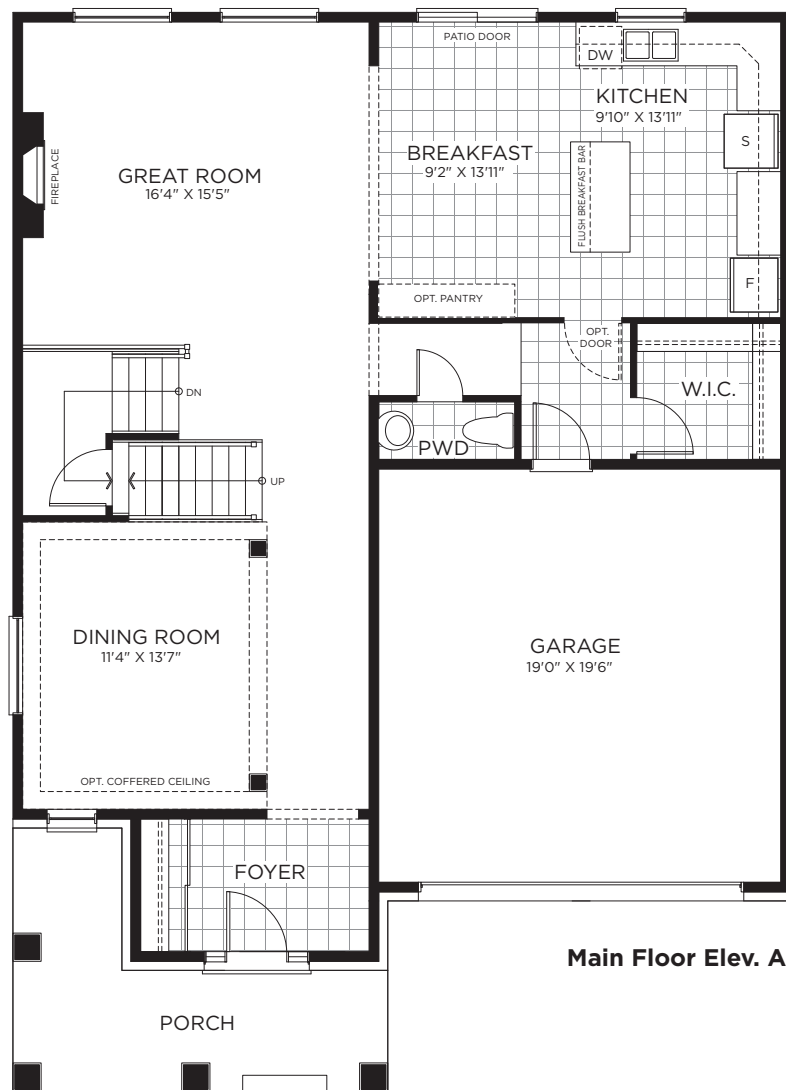 PATIO DOOR
DW
KITCHEN
9'10" X 13'11"
S
BREAKFAST
9'2" X 13'11"
FLUSH BREAKFAST BAR
FIREPLACE
GREAT ROOM
16'4" X 15'5"
F
OPT. PANTRY
OPT.
DOOR
W.I.C.
DN
PWD
UP
DINING ROOM
11'4" X 13'7"
GARAGE
19'0" X 19'6"
OPT. COFFERED CEILING
FOYER
Main Floor Elev. A
PORCH